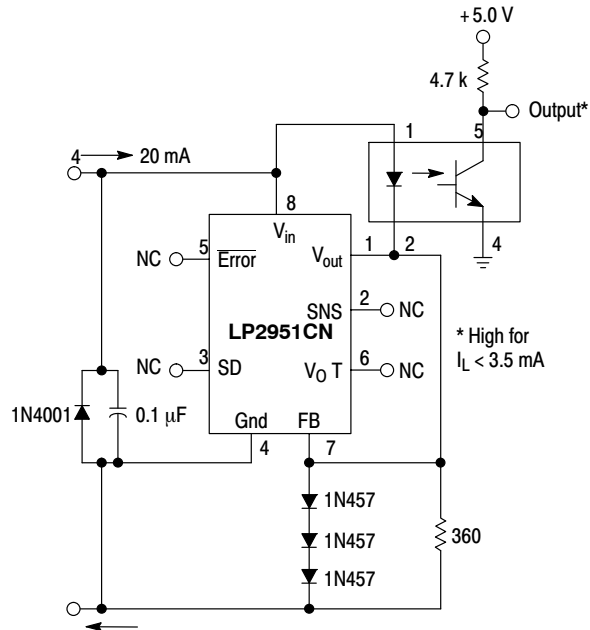 +5.0 V
4.7 k
Output*
1
5
4 20 mA
8
Vin
5
NC
Error
Vout
1
2
4
SNS
2
NC
LP2951CN
* High for
IL < 3.5 mA
NC
3
SD
VO T
6
NC
1N4001
0.1 μF
Gnd
FB
4
7
1N457
1N457
1N457
360